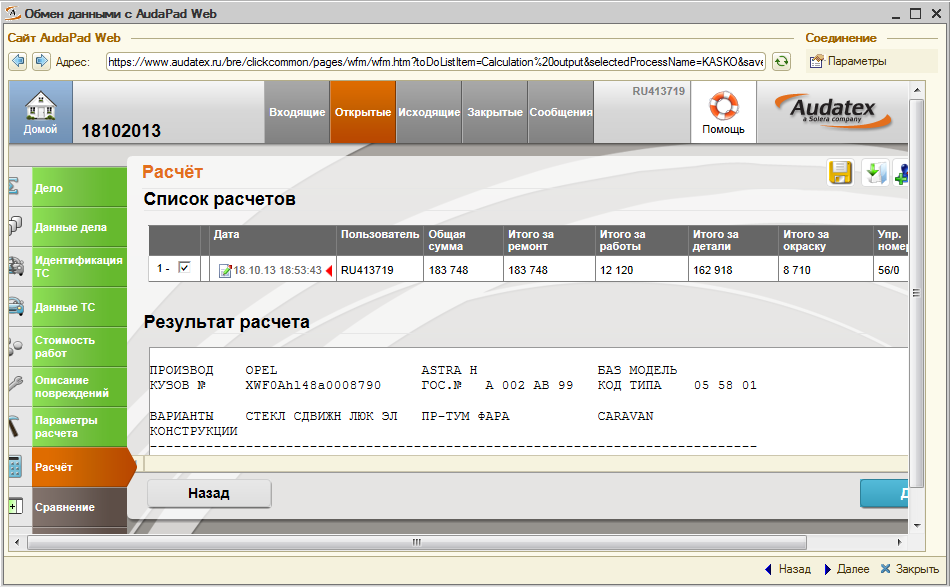 Обмен данными с AudaPad Web
Сайт AudaPad Web
Соединение
Адрес: https://www.audatex.ru/bre/clickcommon/pages/wfm/wfm.htm?toDoListItem=Calculation%20output&selectedProcessName=KASKO&save
Параметры
Домой
18102013
Входящие Открытые Исходящие Закрытые Сообщения
RU413719
Помощь
Audatex
a Solera company
Дело
Данные дела
Идентификация
ТС
Данные ТС
Стоимость
работ
Описание
повреждений
Параметры
расчета
Расчёт
Сравнение
Расчёт
Список расчетов
Дата Пользователь Общая сумма Итого за ремонт Итого за работы Итого за детали Итого за окраску Упр. номер
1 - 18.10.13 18:53:43 RU413719 183 748 183 748 12 120 162 918 8 710 56/0
Результат расчета
ПРОИЗВОД OPEL ASTRA H БАЗ МОДЕЛЬ
КУЗОВ № XWF0Ahl48a0008790 ГОС.№ А 002 АВ 99 КОД ТИПА 05 58 01
ВАРИАНТЫ СТЕКЛ СДВИЖН ЛЮК ЭЛ ПР-ТУМ ФАРА CARAVAN
КОНСТРУКЦИИ
---------------------------------------------------------------------
Назад
Д
Назад Далее Закрыть